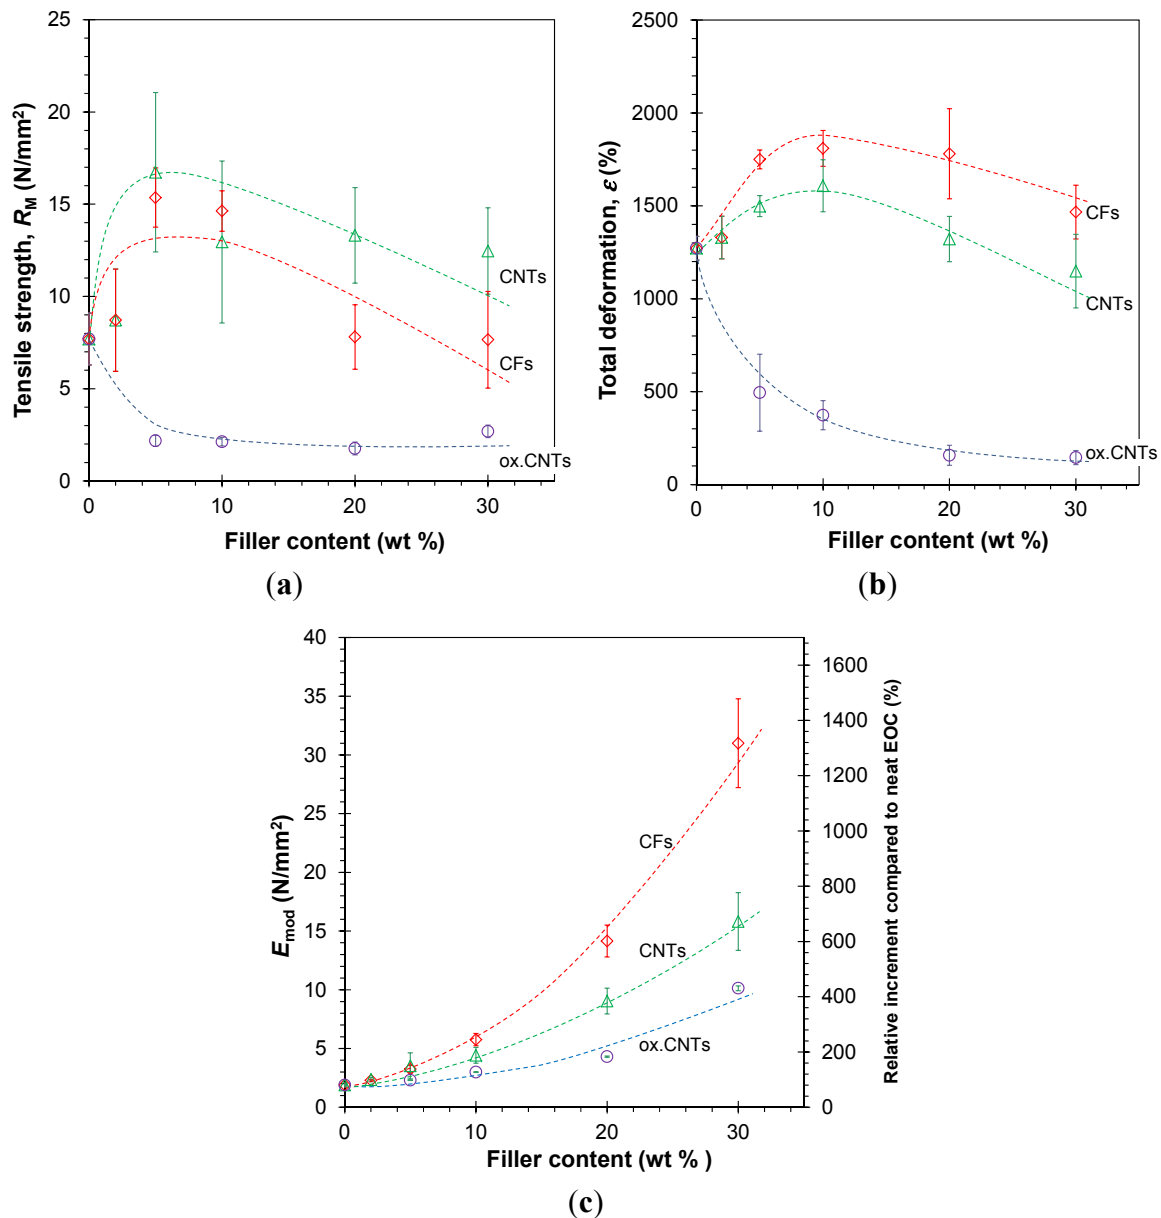 25
20
15
10
5
0
Tensile strength, R_M (N/mm²)
CNTs
CFs
ox.CNTs
0 10 20 30
Filler content (wt %)
(a)
2500
2000
1500
1000
500
0
Total deformation, ε (%)
CFs
CNTs
ox.CNTs
0 10 20 30
Filler content (wt %)
(b)
40
35
30
25
20
15
10
5
0
E_mod (N/mm²)
CFs
CNTs
ox.CNTs
1600
1400
1200
1000
800
600
400
200
0
Relative increment compared to neat EOC (%)
0 10 20 30
Filler content (wt % )
(c)